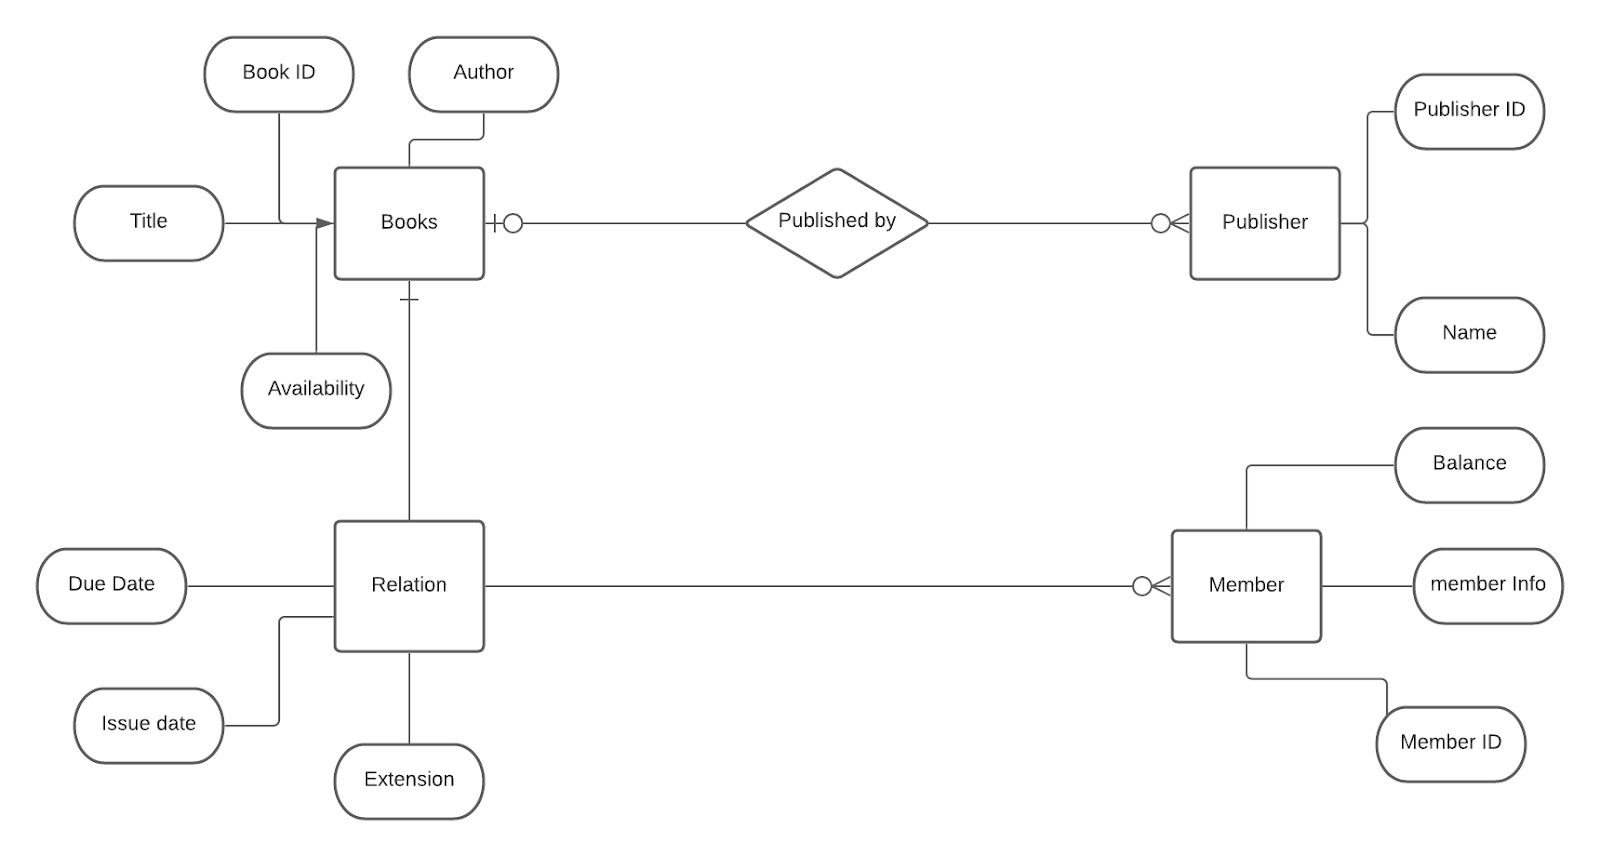 Book ID
Author
Publisher ID
Title
Books
Published by
Publisher
Name
Availability
Balance
Due Date
Relation
Member
member Info
Issue date
Member ID
Extension